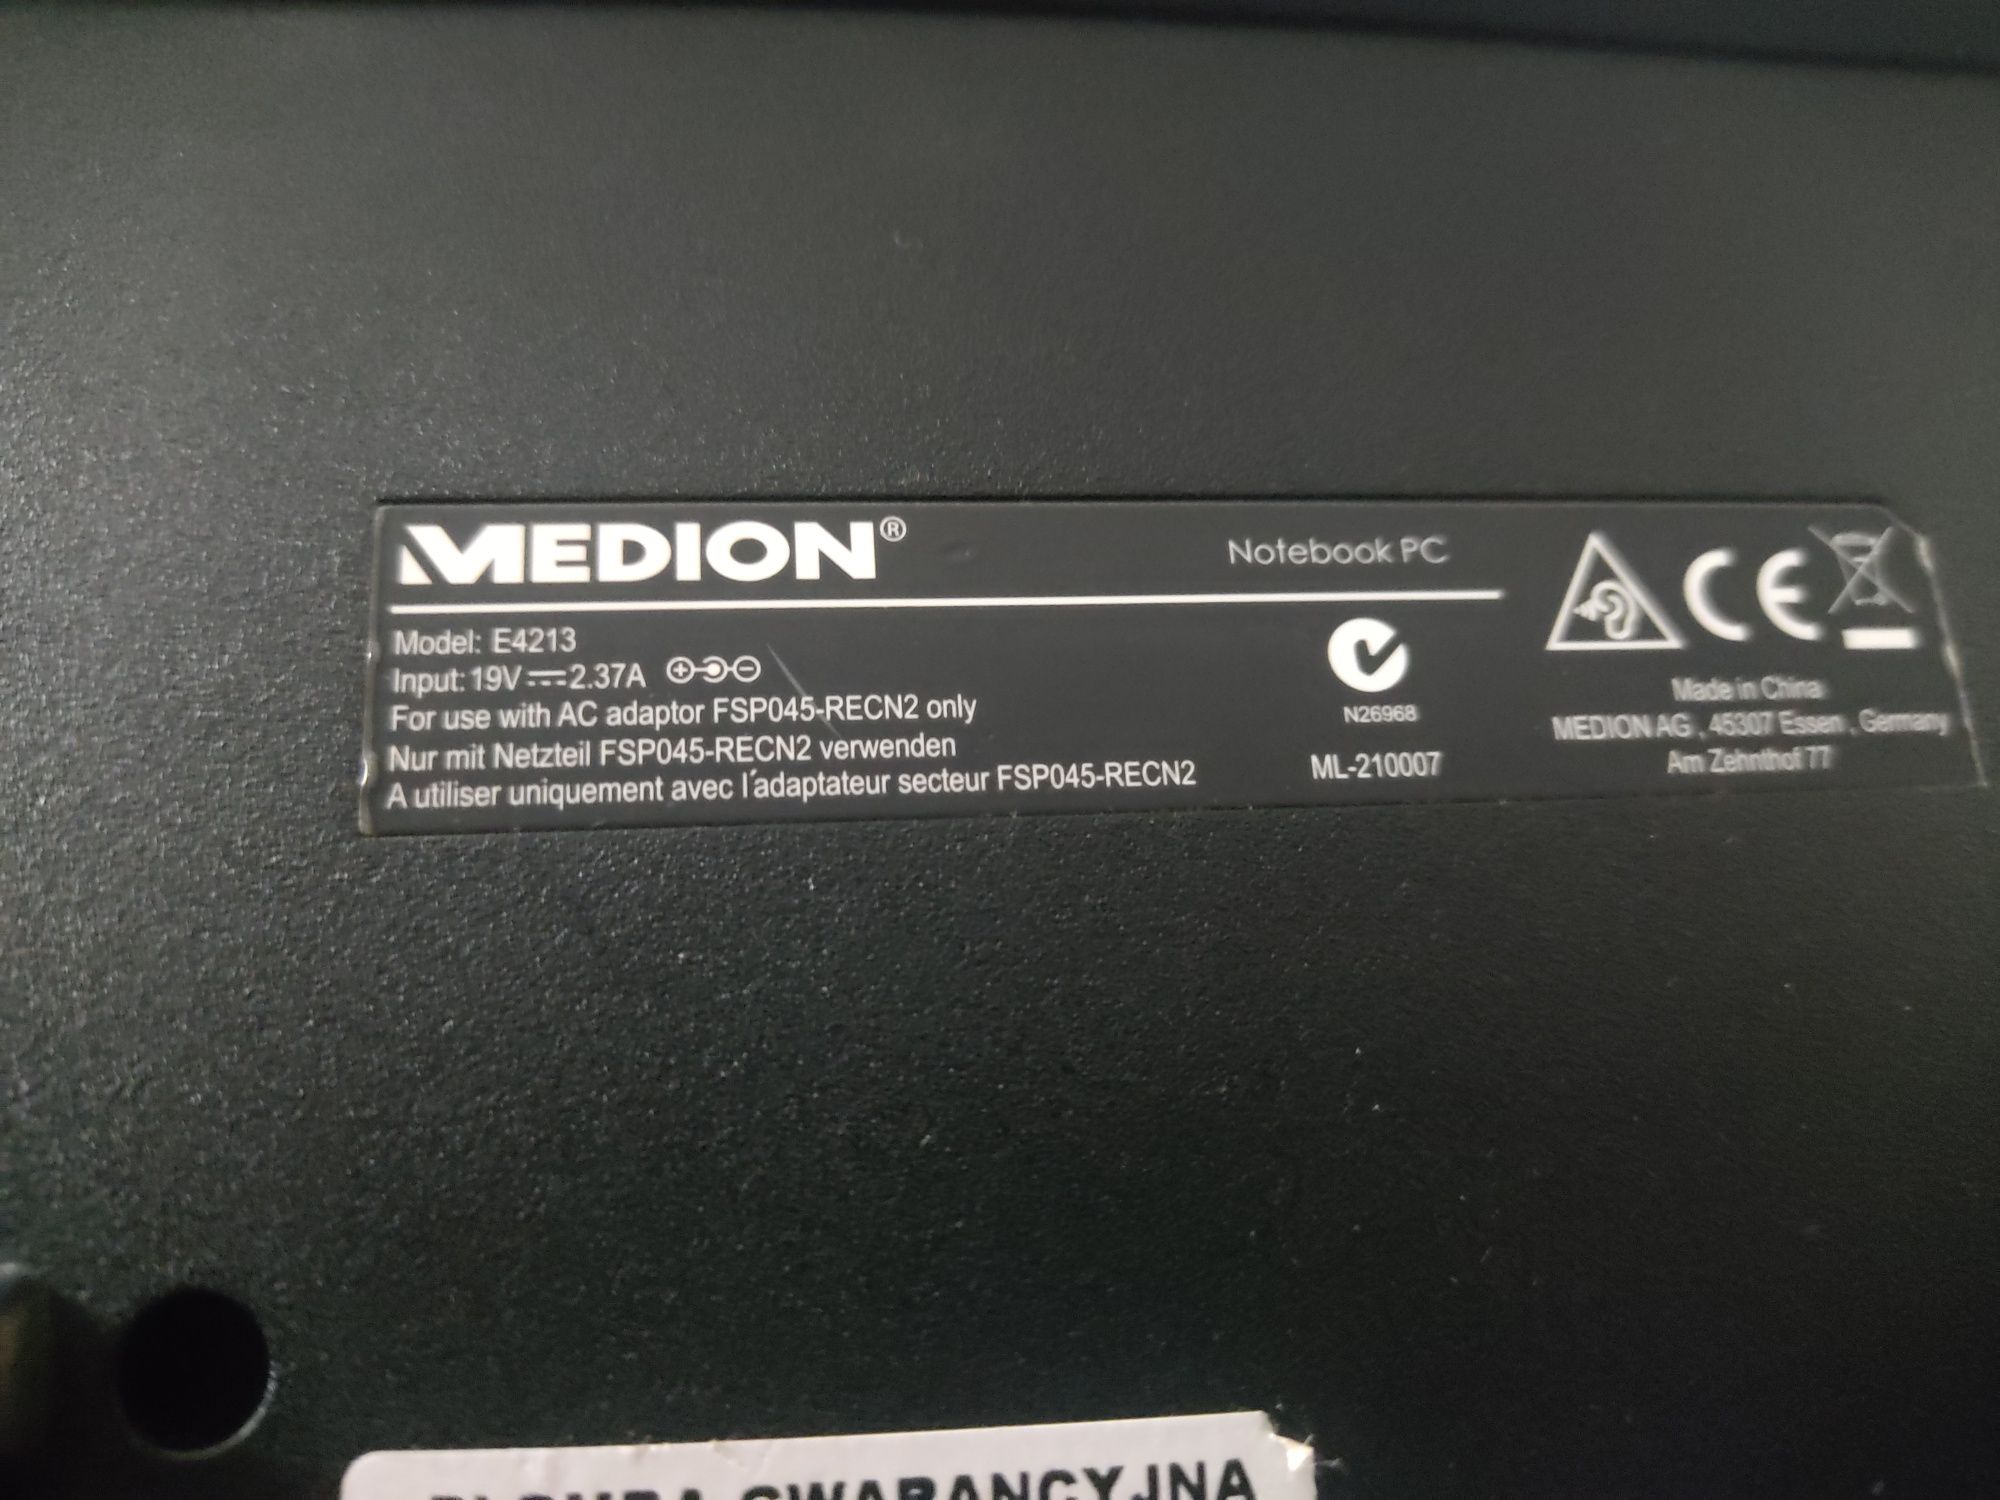 MEDION®
Notebook PC
Model: E4213
Input: 19V⎓2.37A
For use with AC adaptor FSP045-RECN2 only
Nur mit Netzteil FSP045-RECN2 verwenden
A utiliser uniquement avec l´adaptateur secteur FSP045-RECN2
N26968
ML-210007
CE
Made in China
MEDION AG , 45307 Essen , Germany
Am Zehnthof 77
GWARANCYJNA